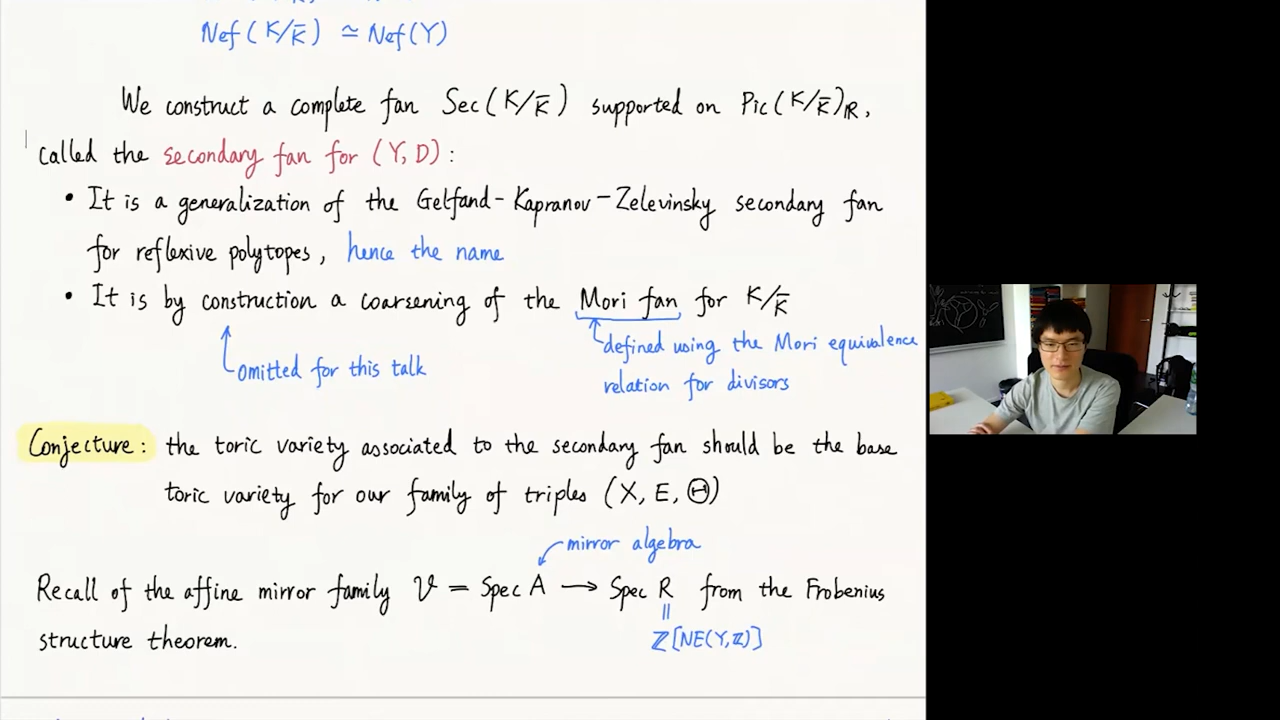 Nef(K/K̄) ≃ Nef(Y)
We construct a complete fan Sec(K/K̄) supported on Pic(K/K̄)ℝ,
called the secondary fan for (Y, D):
• It is a generalization of the Gelfand-Kapranov-Zelevinsky secondary fan
for reflexive polytopes, hence the name
• It is by construction a coarsening of the Mori fan for K/K̄
defined using the Mori equivalence
omitted for this talk
relation for divisors
Conjecture: the toric variety associated to the secondary fan should be the base
toric variety for our family of triples (X, E, Θ)
mirror algebra
Recall of the affine mirror family 𝒱 = Spec A → Spec R from the Frobenius
||
structure theorem. ℤ[NE(Y,ℤ)]